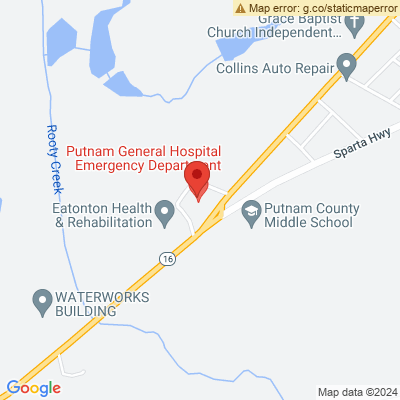 Map error: g.co/staticmaperror
Grace Baptist
Church Independent...
Collins Auto Repair
Putnam General Hospital
Emergency Department
Sparta Hwy
Rooty Creek
Eatonton Health
& Rehabilitation
Putnam County
Middle School
16
WATERWORKS
BUILDING
Google
Map data ©2024